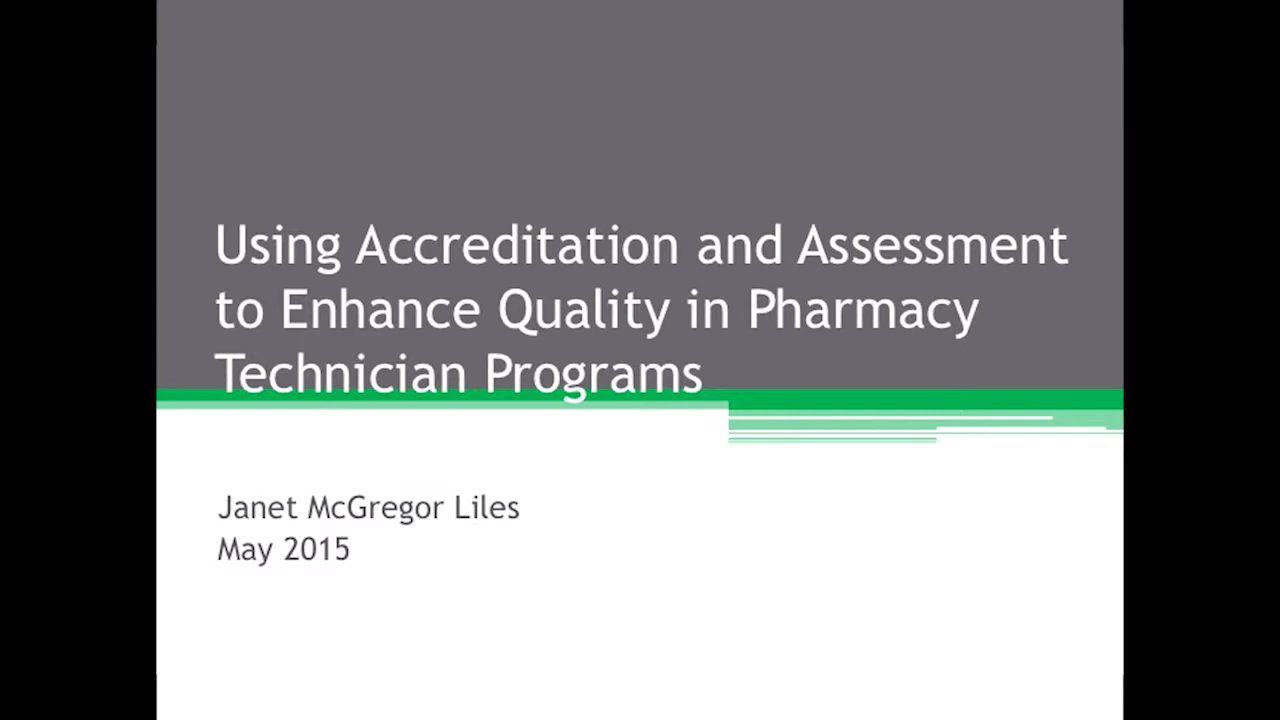 Using Accreditation and Assessment
to Enhance Quality in Pharmacy
Technician Programs
Janet McGregor Liles
May 2015